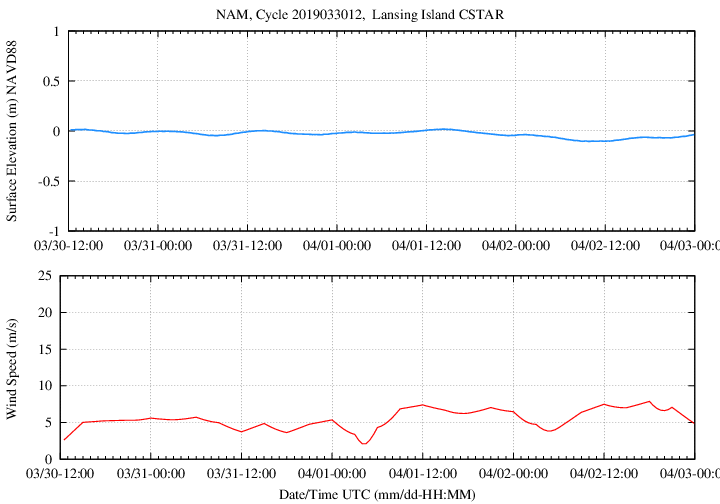 NAM, Cycle 2019033012, Lansing Island CSTAR
Surface Elevation (m) NAVD88
1
0.5
0
-0.5
-1
03/30-12:00 03/31-00:00 03/31-12:00 04/01-00:00 04/01-12:00 04/02-00:00 04/02-12:00 04/03-00:0
Wind Speed (m/s)
25
20
15
10
5
0
03/30-12:00 03/31-00:00 03/31-12:00 04/01-00:00 04/01-12:00 04/02-00:00 04/02-12:00 04/03-00:0
Date/Time UTC (mm/dd-HH:MM)